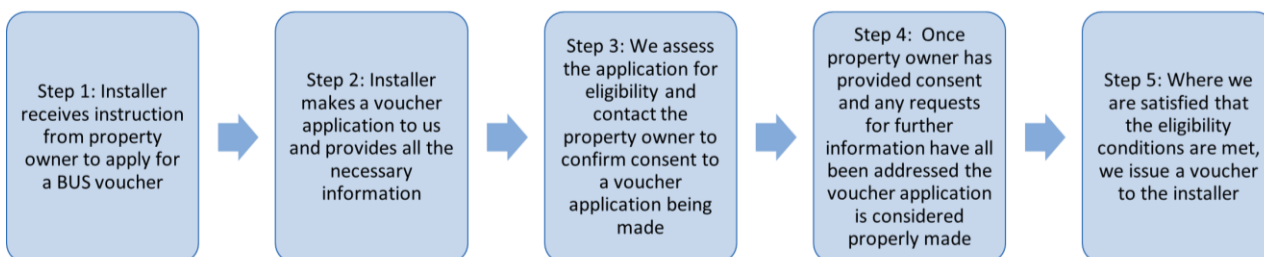 Step 1: Installer
receives instruction
from property
owner to apply for
a BUS voucher
Step 2: Installer
makes a voucher
application to us
and provides all the
necessary
information
Step 3: We assess
the application for
eligibility and
contact the
property owner to
confirm consent to
a voucher
application being
made
Step 4:  Once
property owner has
provided consent
and any requests
for further
information have all
been addressed the
voucher application
is considered
properly made
Step 5: Where we
are satisfied that
the eligibility
conditions are met,
we issue a voucher
to the installer